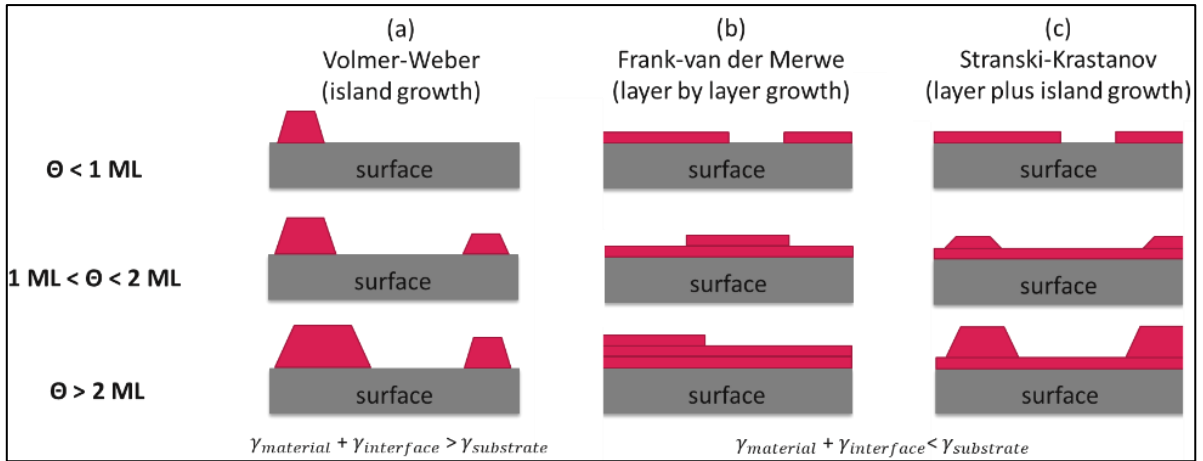 (a)
Volmer-Weber
(island growth)
(b)
Frank-van der Merwe
(layer by layer growth)
(c)
Stranski-Krastanov
(layer plus island growth)
Θ < 1 ML
surface
surface
surface
1 ML < Θ < 2 ML
surface
surface
surface
Θ > 2 ML
surface
surface
surface
γmaterial + γinterface > γsubstrate
γmaterial + γinterface < γsubstrate